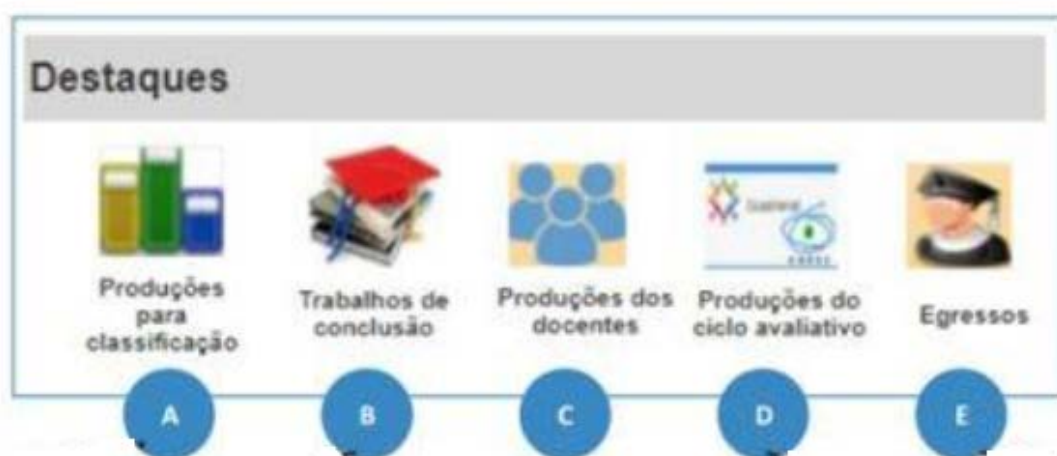 Destaques
Produções
para
classificação
Trabalhos de
conclusão
Produções dos
docentes
Produções do
ciclo avaliativo
Egressos
A
B
C
D
E